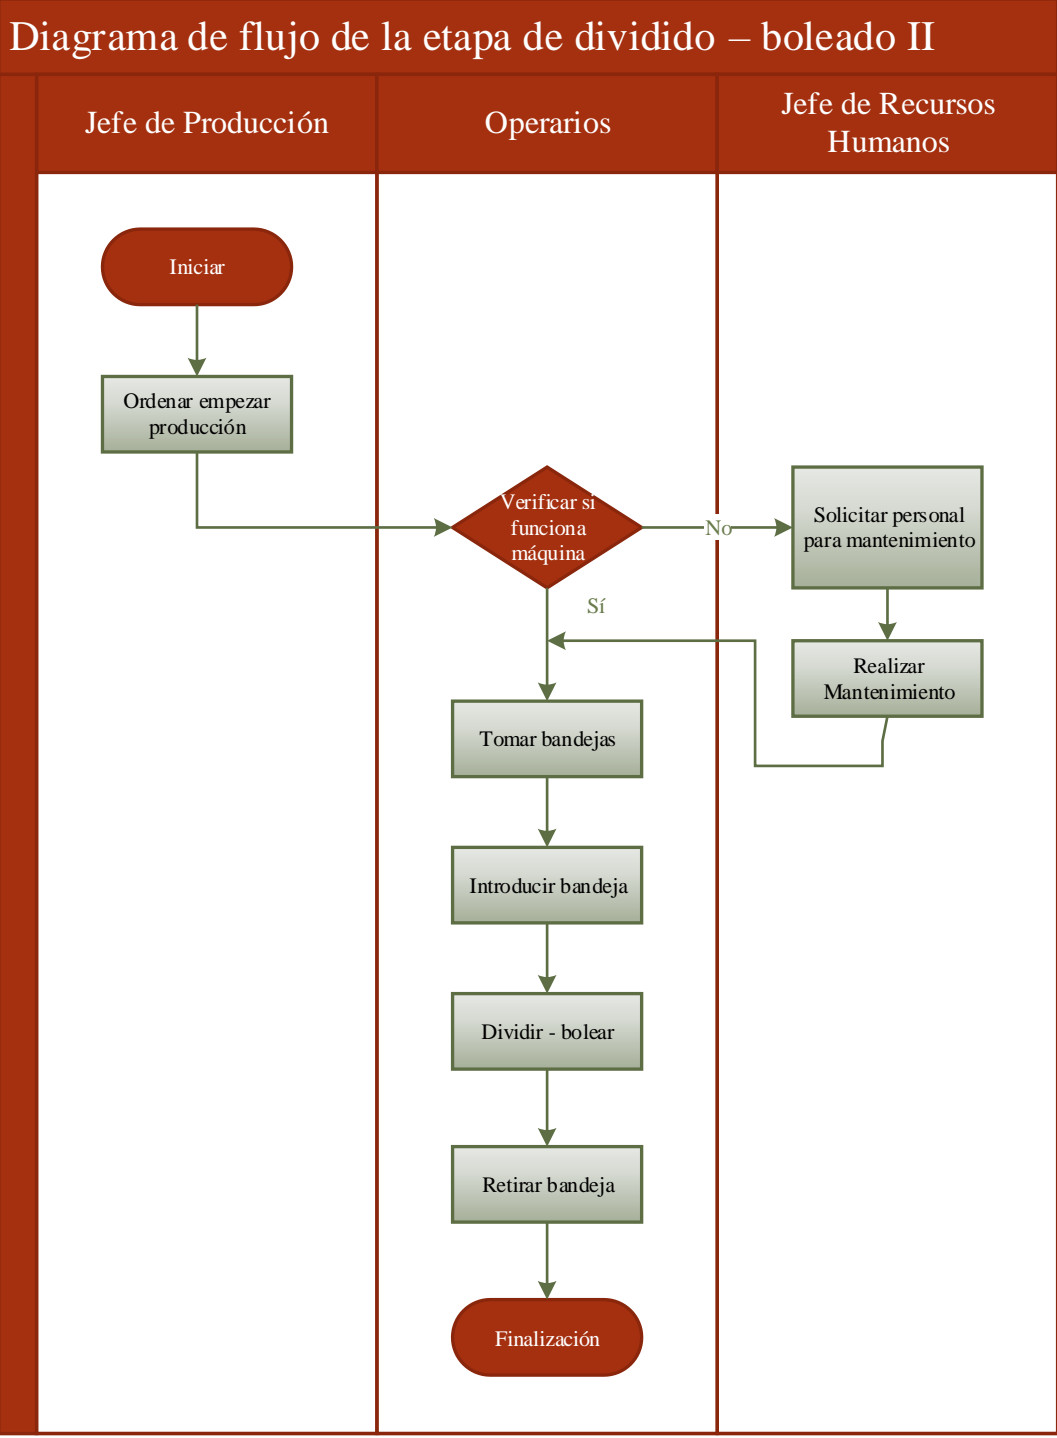 Diagrama de flujo de la etapa de dividido – boleado II
Jefe de Producción
Operarios
Jefe de Recursos
Humanos
Iniciar
Ordenar empezar
producción
Verificar si
funciona
máquina
No
Solicitar personal
para mantenimiento
Sí
Realizar
Mantenimiento
Tomar bandejas
Introducir bandeja
Dividir - bolear
Retirar bandeja
Finalización